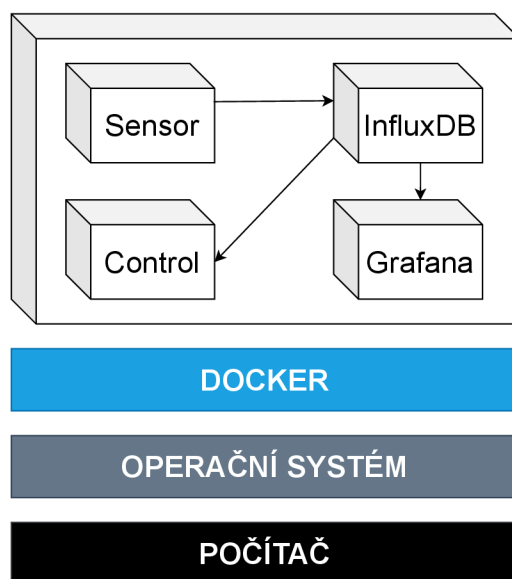 Sensor
InfluxDB
Control
Grafana
DOCKER
OPERAČNÍ SYSTÉM
POČÍTAČ